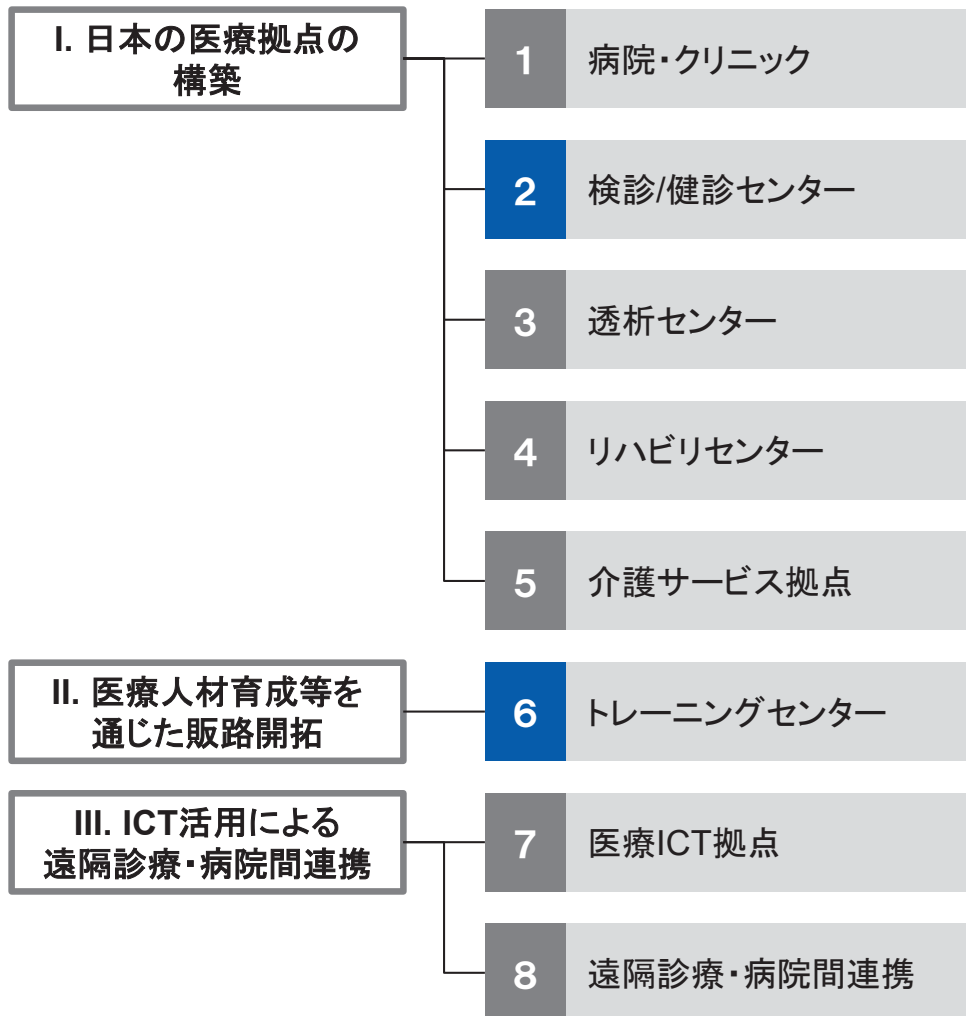 I. 日本の医療拠点の
構築
1 病院・クリニック
2 検診/健診センター
3 透析センター
4 リハビリセンター
5 介護サービス拠点
II. 医療人材育成等を
通じた販路開拓
6 トレーニングセンター
III. ICT活用による
遠隔診療・病院間連携
7 医療ICT拠点
8 遠隔診療・病院間連携